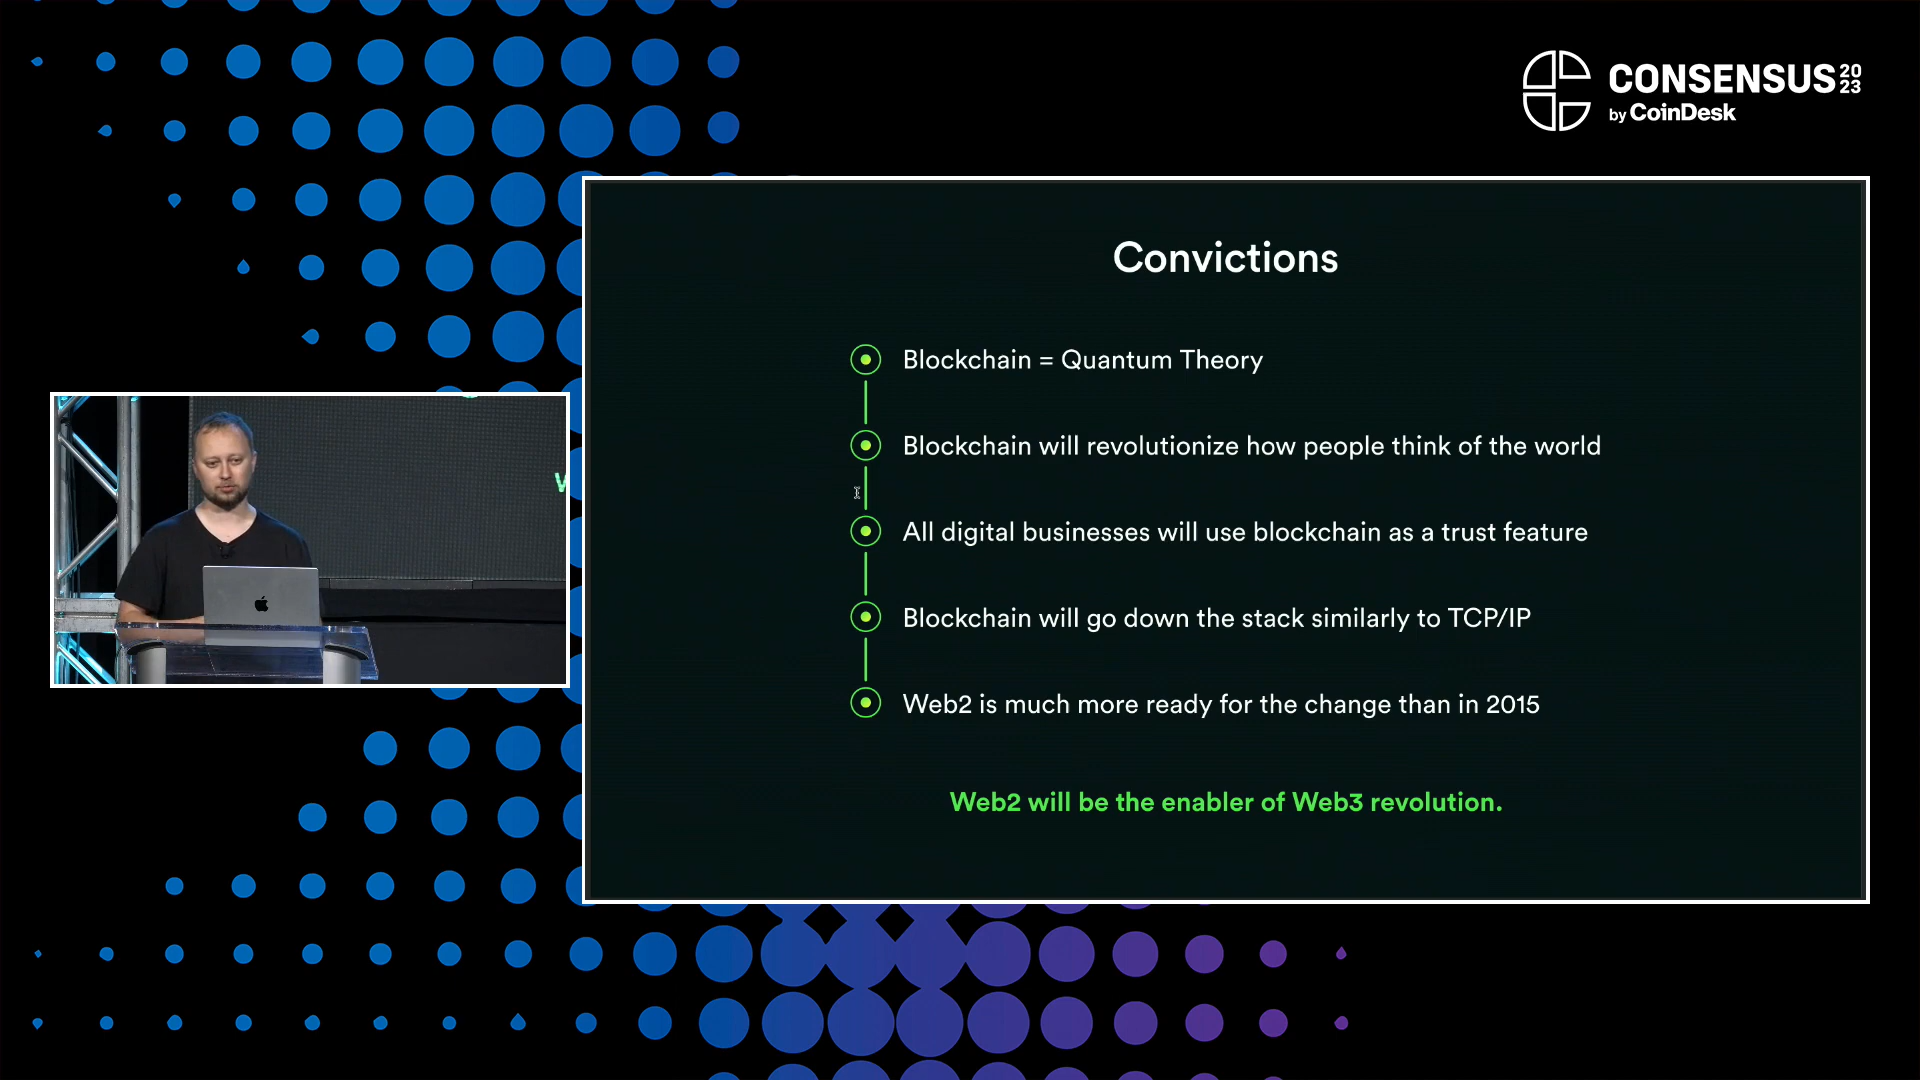 CONSENSUS 20 23
by CoinDesk
Convictions
Blockchain = Quantum Theory
Blockchain will revolutionize how people think of the world
All digital businesses will use blockchain as a trust feature
Blockchain will go down the stack similarly to TCP/IP
Web2 is much more ready for the change than in 2015
Web2 will be the enabler of Web3 revolution.